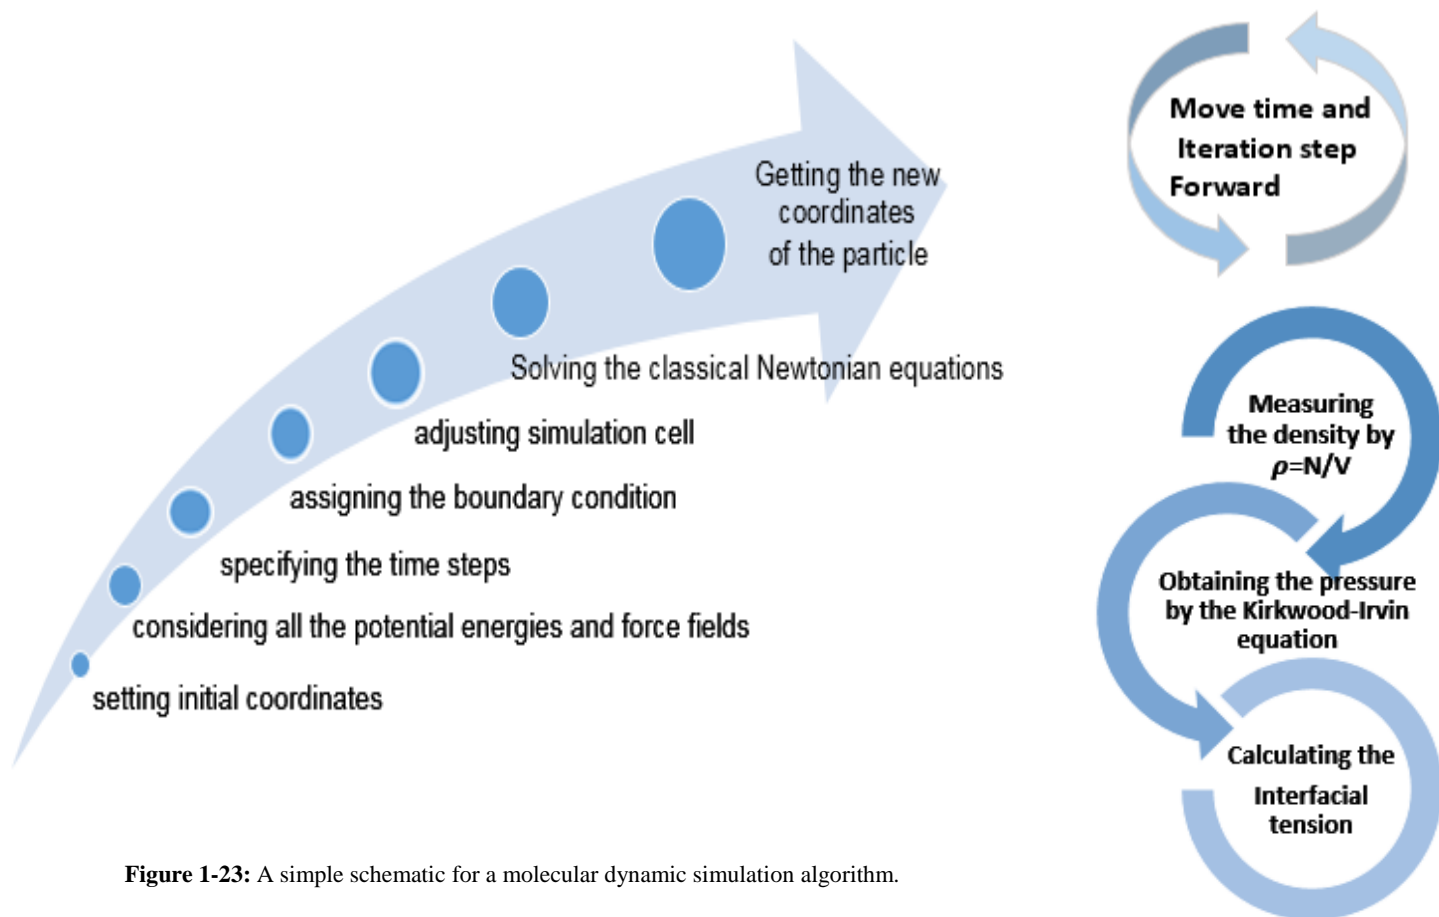 Getting the new
coordinates
of the particle
Solving the classical Newtonian equations
adjusting simulation cell
assigning the boundary condition
specifying the time steps
considering all the potential energies and force fields
setting initial coordinates
Move time and
Iteration step
Forward
Measuring
the density by
ρ=N/V
Obtaining the pressure
by the Kirkwood-Irvin
equation
Calculating the
Interfacial
tension
Figure 1-23: A simple schematic for a molecular dynamic simulation algorithm.